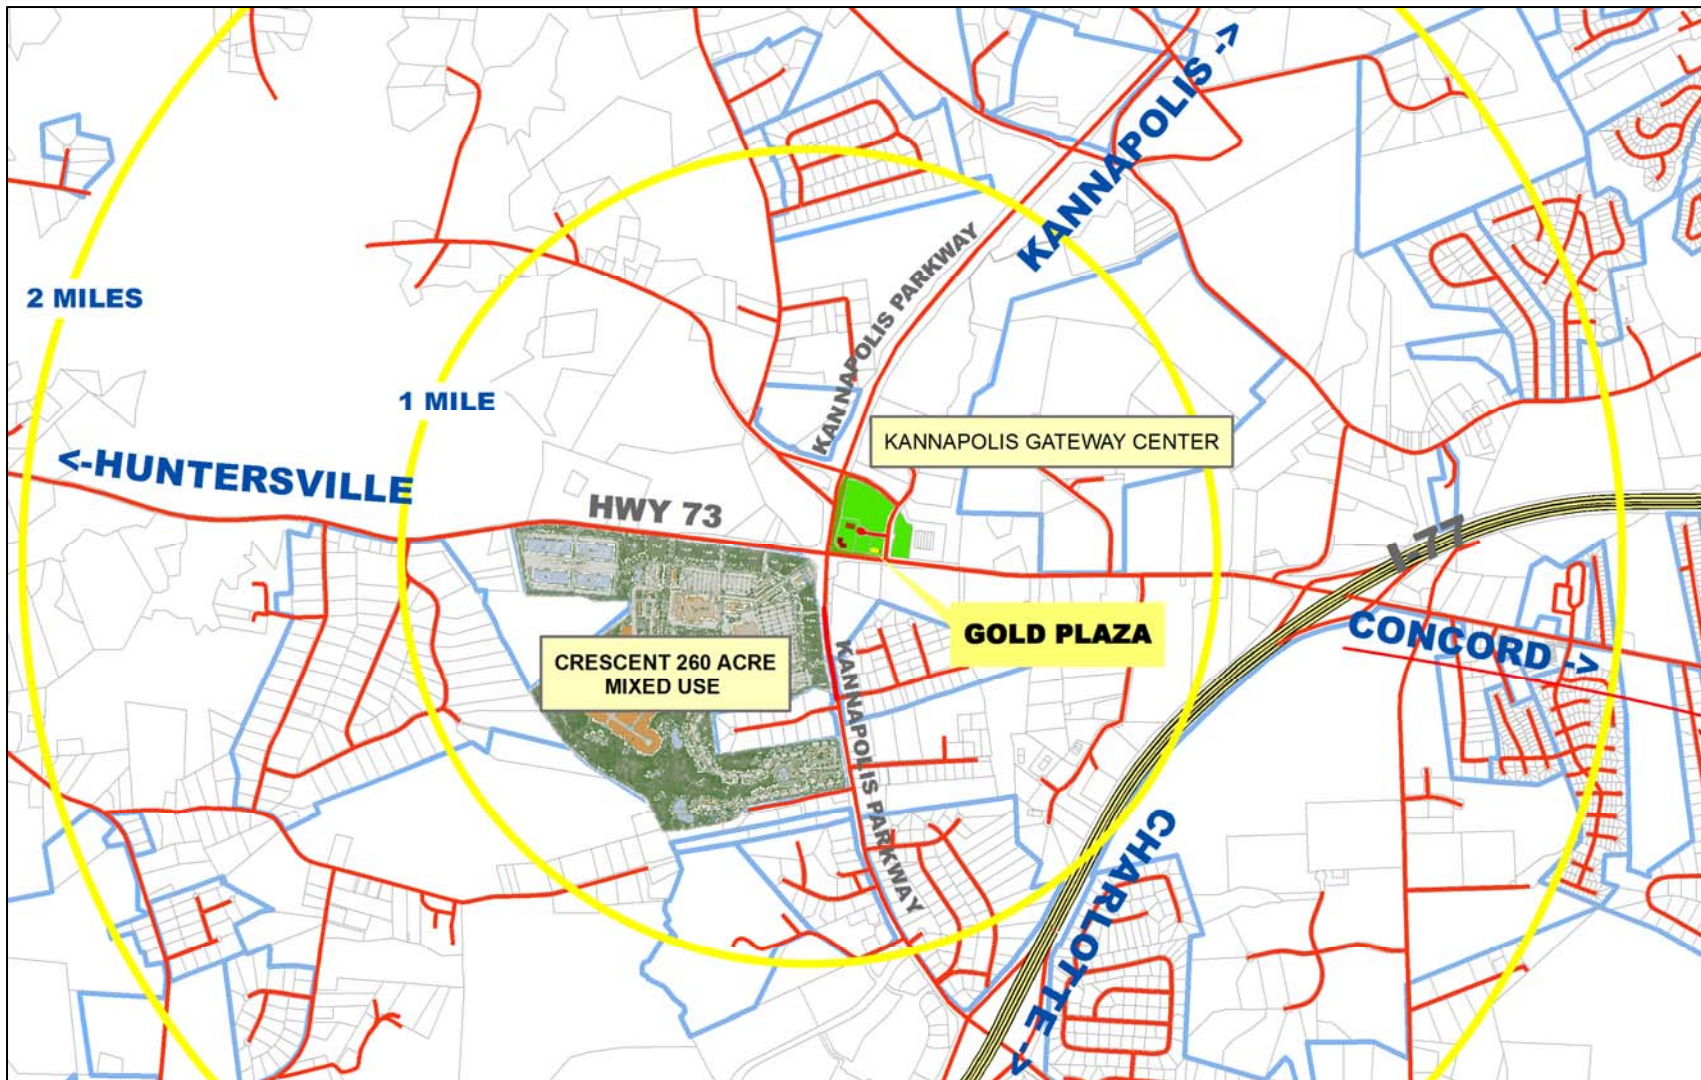 KANNAPOLIS ->
KANNAPOLIS PARKWAY
2 MILES
1 MILE
KANNAPOLIS GATEWAY CENTER
<-HUNTERSVILLE
HWY 73
I-77
GOLD PLAZA
CONCORD ->
CRESCENT 260 ACRE
MIXED USE
KANNAPOLIS PARKWAY
CHARLOTTE ->